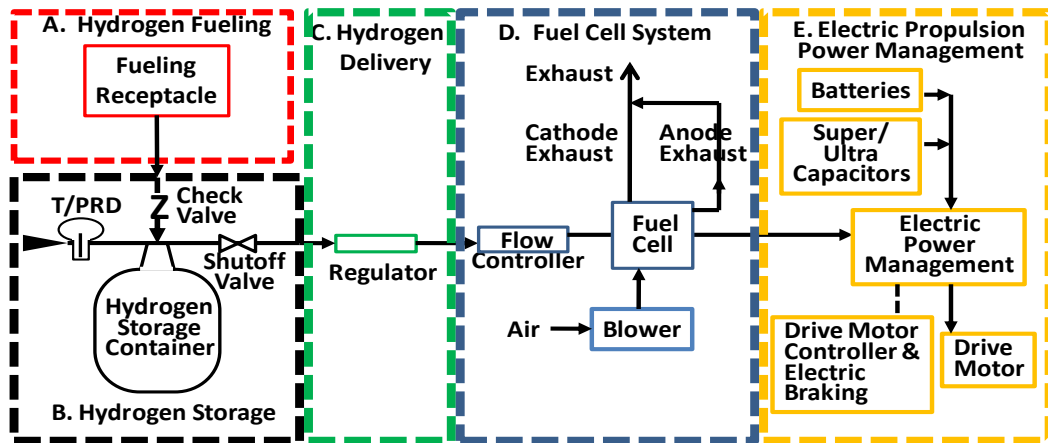 A. Hydrogen Fueling
Fueling
Receptacle
T/PRD
Check
Valve
Shutoff
Valve
Hydrogen
Storage
Container
B. Hydrogen Storage
C. Hydrogen
Delivery
Regulator
D. Fuel Cell System
Exhaust
Cathode
Exhaust
Anode
Exhaust
Flow
Controller
Fuel
Cell
Air
Blower
E. Electric Propulsion
Power Management
Batteries
Super/
Ultra
Capacitors
Electric
Power
Management
Drive Motor
Controller &
Electric
Braking
Drive
Motor